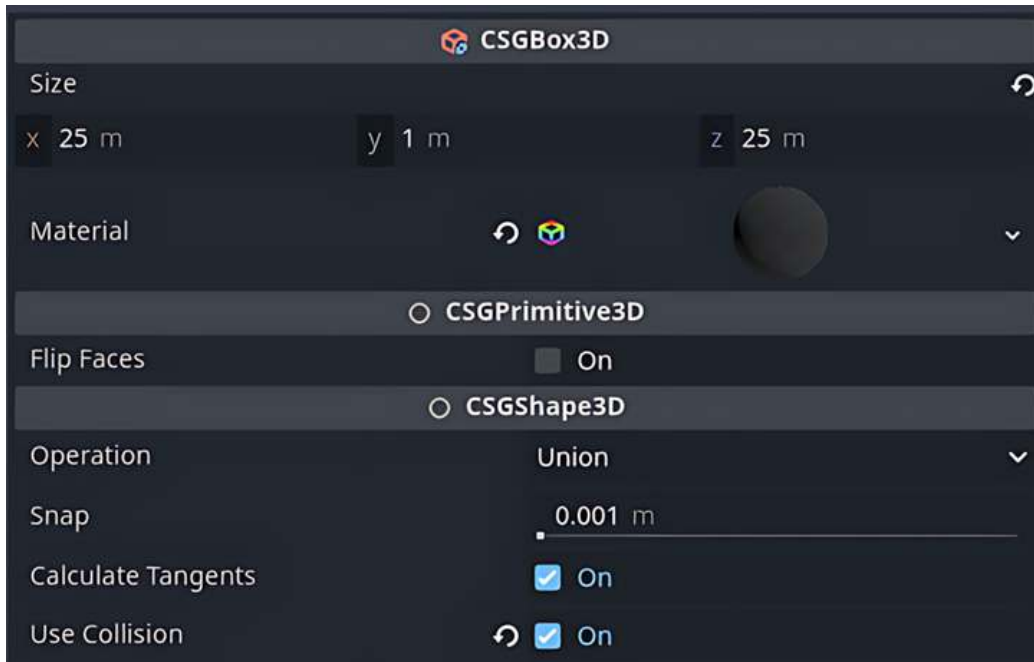 CSGBox3D
Size
x 25 m y 1 m z 25 m
Material
CSGPrimitive3D
Flip Faces On
CSGShape3D
Operation Union
Snap 0.001 m
Calculate Tangents On
Use Collision On